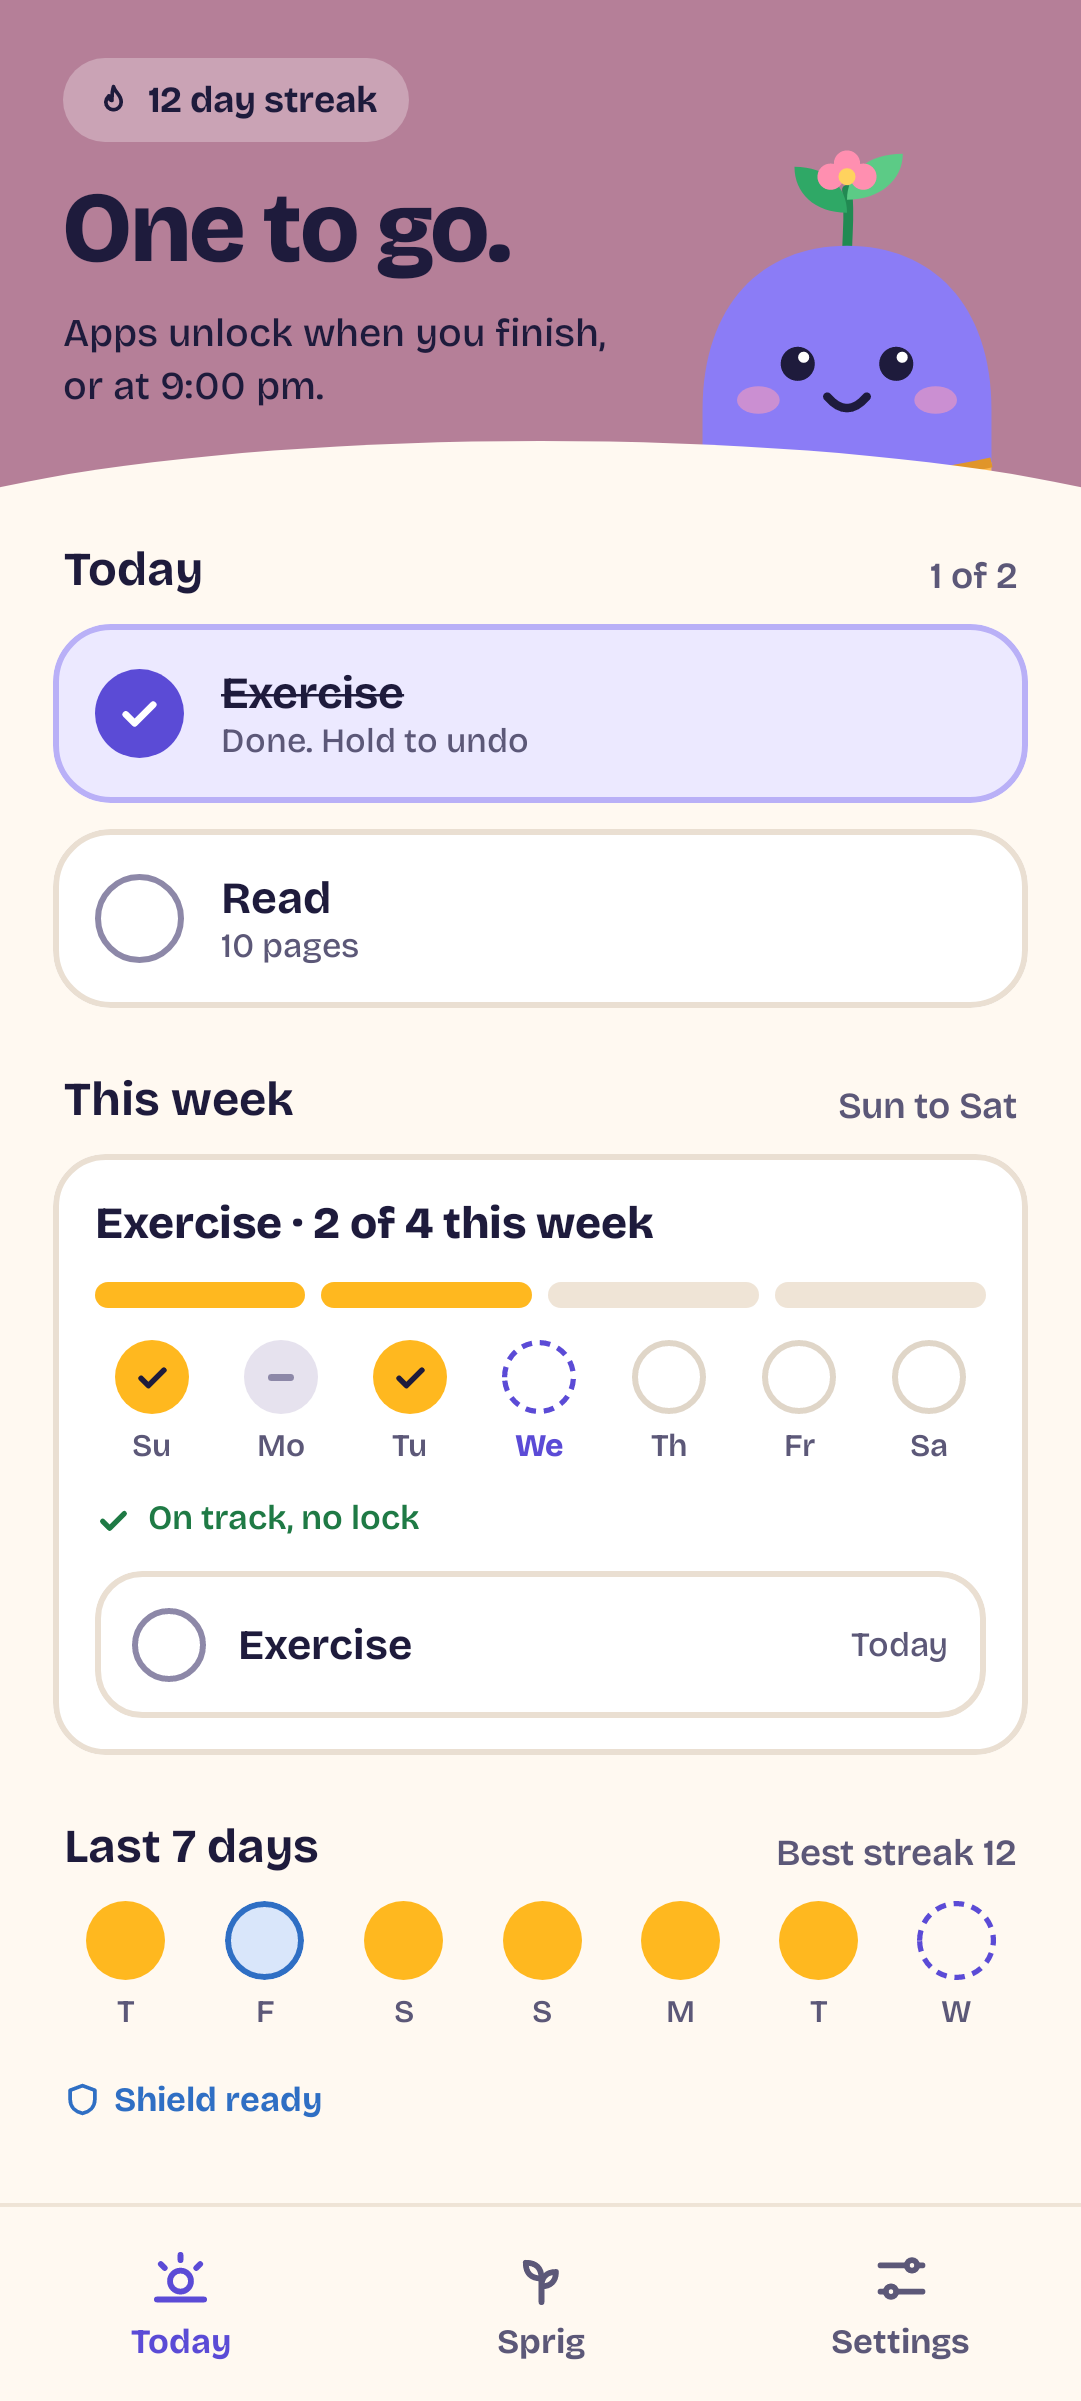 12 day streak
One to go.
Apps unlock when you finish,
or at 9:00 pm.
Today
1 of 2
Exercise
Done. Hold to undo
Read
10 pages
This week
Sun to Sat
Exercise · 2 of 4 this week
Su Mo Tu We Th Fr Sa
On track, no lock
Exercise
Today
Last 7 days
Best streak 12
T F S S M T W
Shield ready
Today Sprig Settings